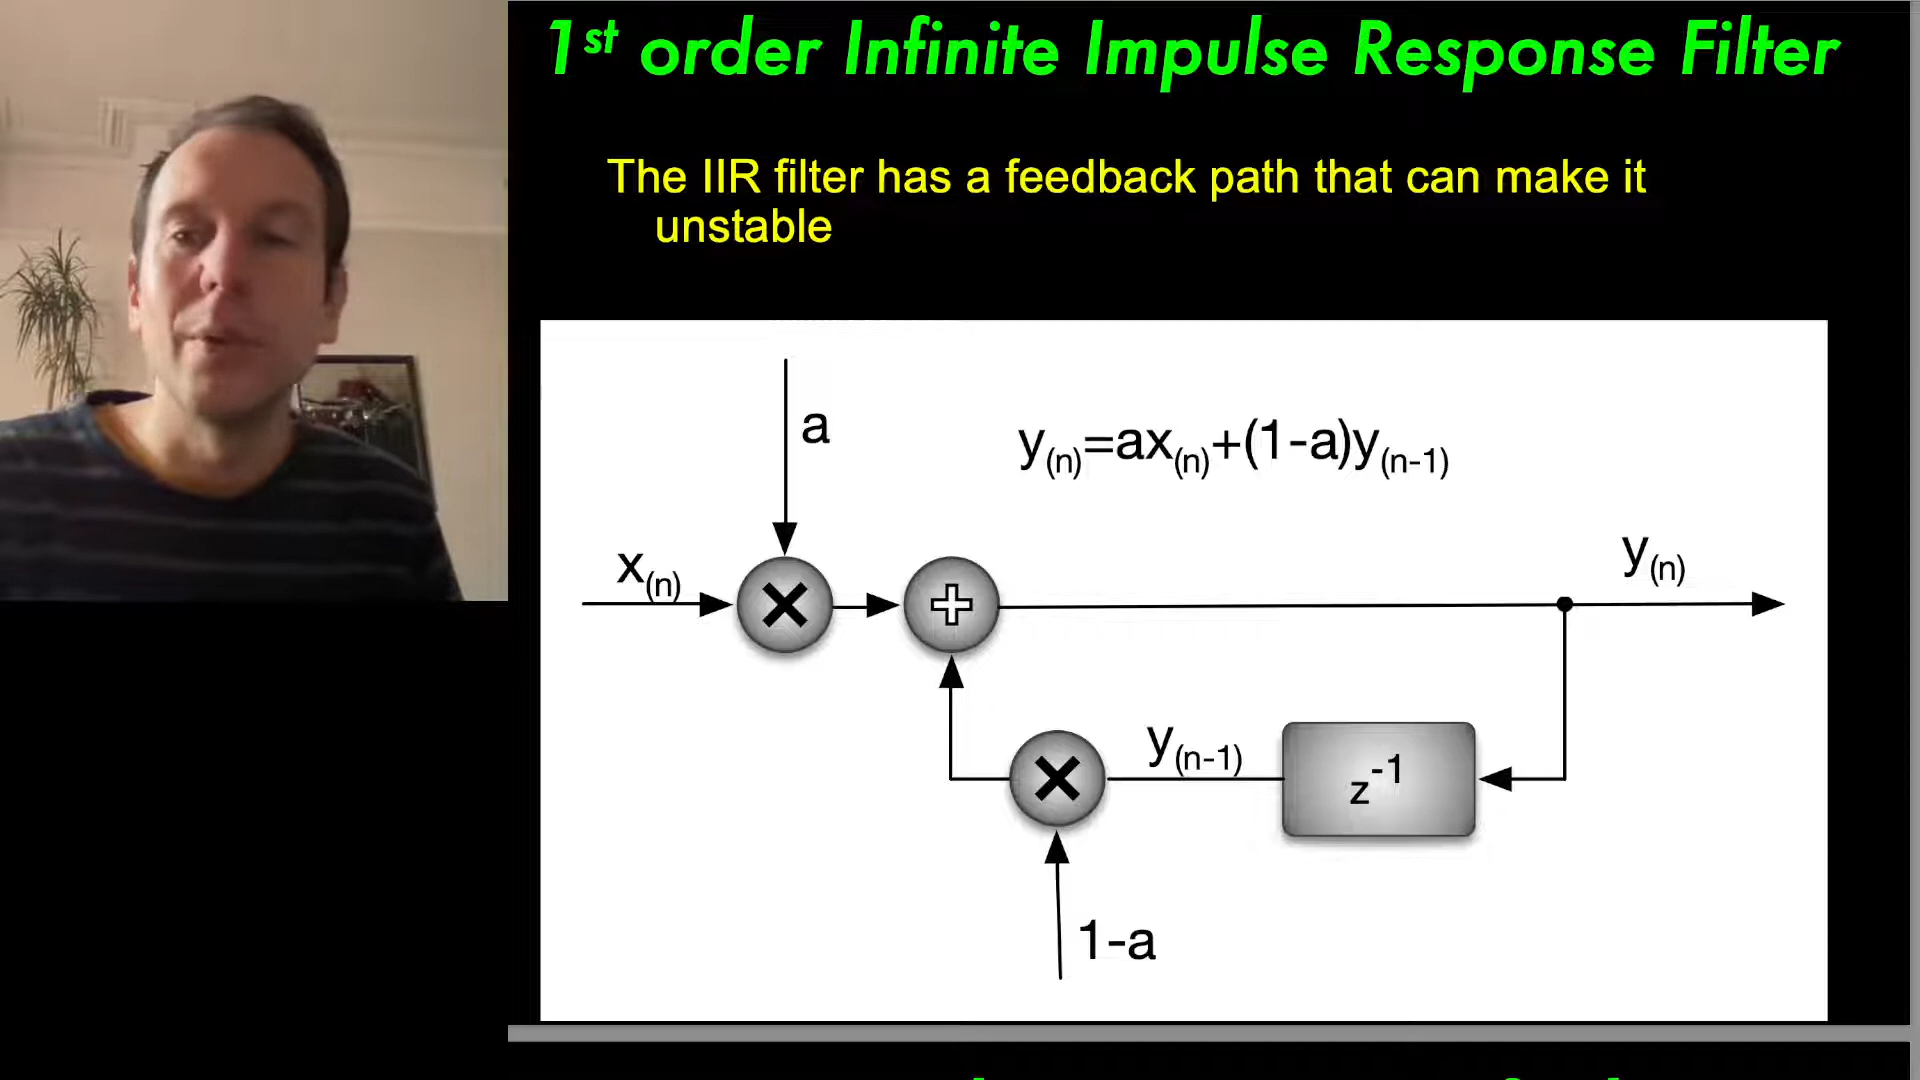 1st order Infinite Impulse Response Filter
The IIR filter has a feedback path that can make it
unstable
a
y(n)=ax(n)+(1-a)y(n-1)
x(n)
y(n)
y(n-1)
z-1
1-a